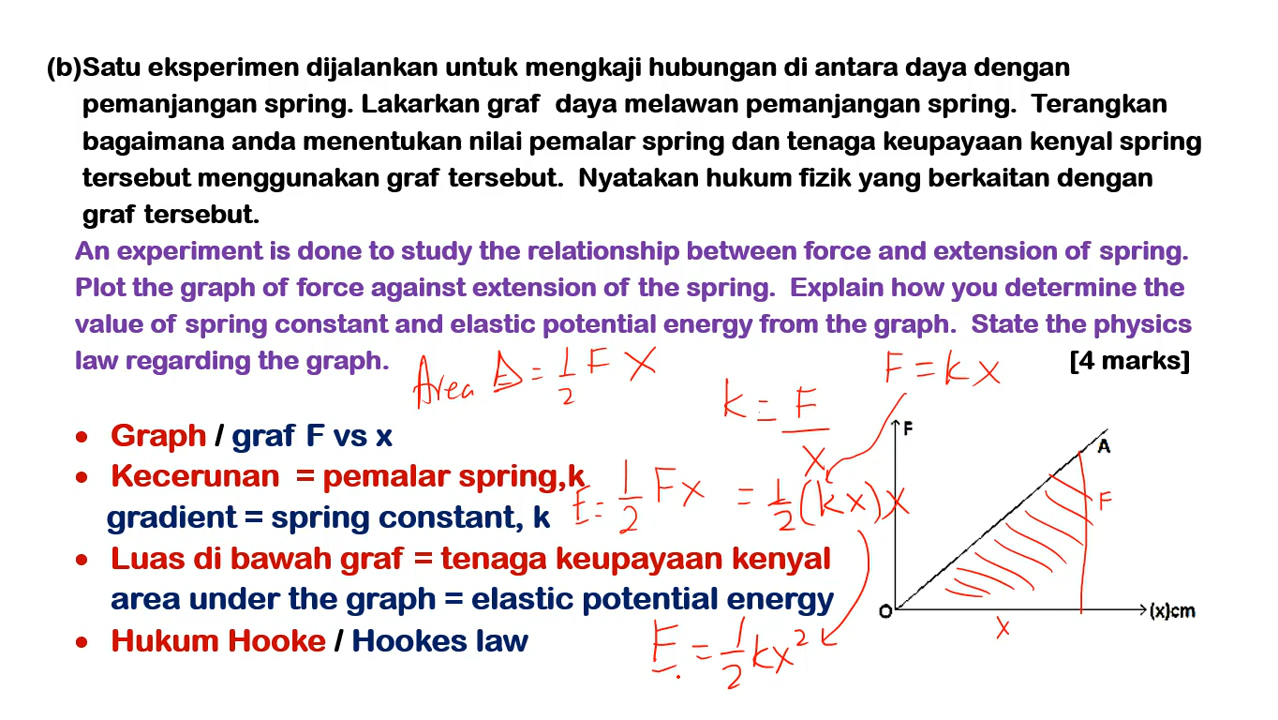 (b)Satu eksperimen dijalankan untuk mengkaji hubungan di antara daya dengan
pemanjangan spring. Lakarkan graf daya melawan pemanjangan spring. Terangkan
bagaimana anda menentukan nilai pemalar spring dan tenaga keupayaan kenyal spring
tersebut menggunakan graf tersebut. Nyatakan hukum fizik yang berkaitan dengan
graf tersebut.
An experiment is done to study the relationship between force and extension of spring.
Plot the graph of force against extension of the spring. Explain how you determine the
value of spring constant and elastic potential energy from the graph. State the physics
law regarding the graph.
[4 marks]
Area Δ = 1/2 F x
F = kx
k = F/x
• Graph / graf F vs x
• Kecerunan = pemalar spring,k
gradient = spring constant, k
E = 1/2 Fx = 1/2 (kx)x
• Luas di bawah graf = tenaga keupayaan kenyal
area under the graph = elastic potential energy
• Hukum Hooke / Hookes law
E = 1/2 kx²
F
A
F
O
(x)cm
x